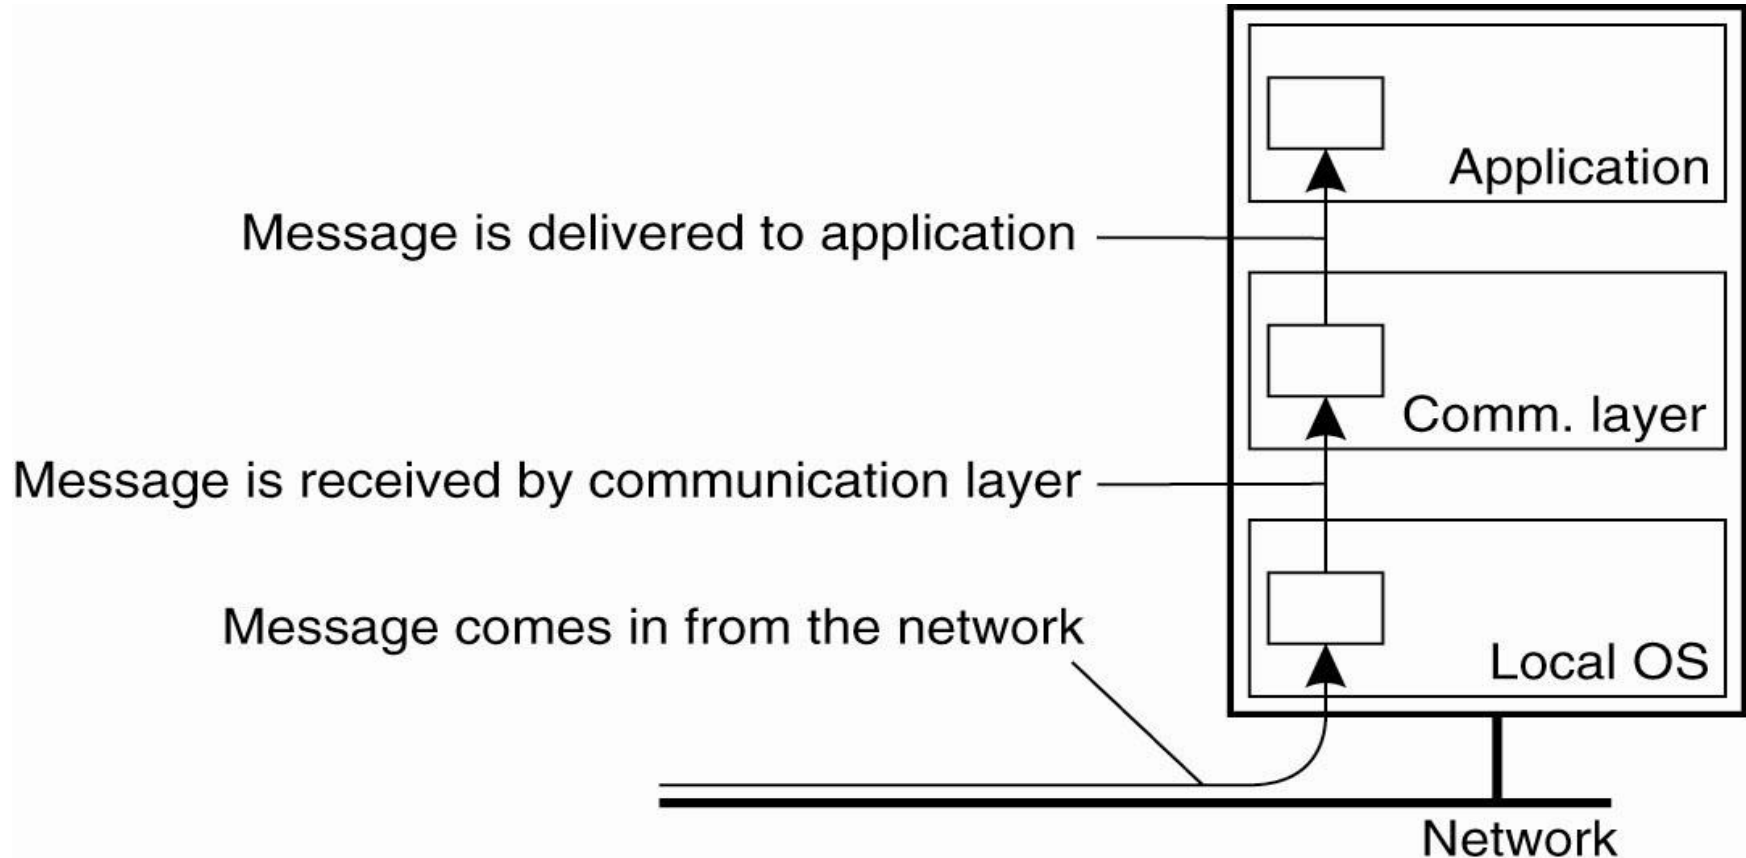 Application
Message is delivered to application
Comm. layer
Message is received by communication layer
Message comes in from the network
Local OS
Network